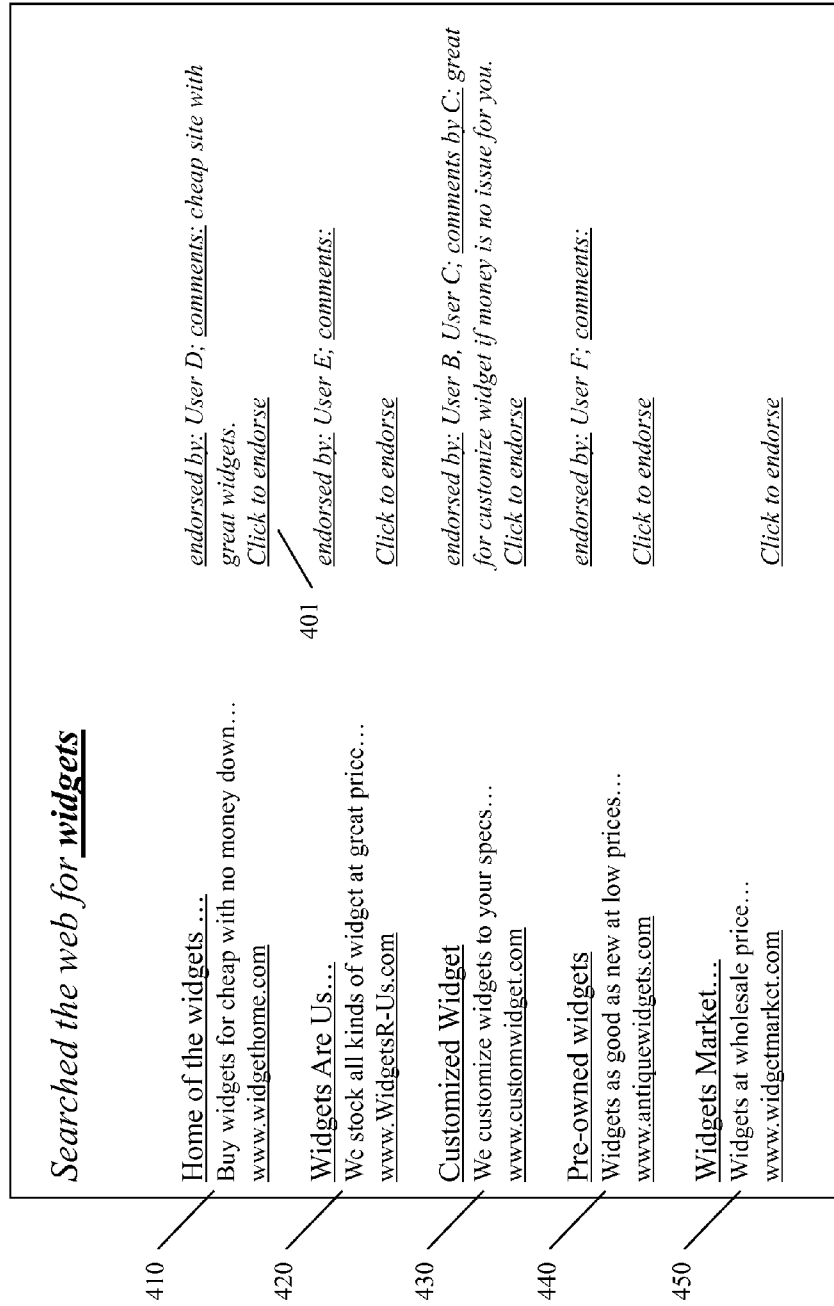 Searched the web for widgets
410
Home of the widgets …
Buy widgets for cheap with no money down…
www.widgethome.com
endorsed by: User D; comments: cheap site with
great widgets.
Click to endorse
401
420
Widgets Are Us…
We stock all kinds of widget at great price…
www.WidgetsR-Us.com
endorsed by: User E; comments:
Click to endorse
430
Customized Widget
We customize widgets to your specs…
www.customwidget.com
endorsed by: User B, User C; comments by C: great
for customize widget if money is no issue for you.
Click to endorse
440
Pre-owned widgets
Widgets as good as new at low prices…
www.antiquewidgets.com
endorsed by: User F; comments:
Click to endorse
450
Widgets Market…
Widgets at wholesale price…
www.widgetmarket.com
Click to endorse